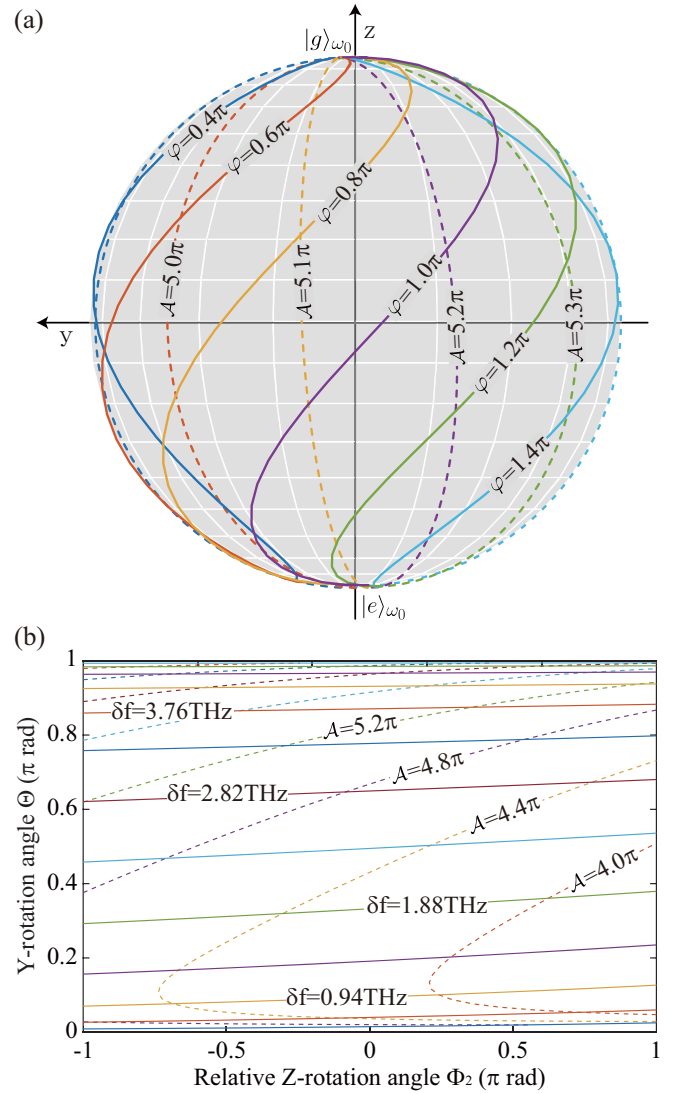 (a)
|g⟩ω₀
z
φ=0.4π
φ=0.6π
φ=0.8π
φ=1.0π
φ=1.2π
φ=1.4π
𝒜=5.0π
𝒜=5.1π
𝒜=5.2π
𝒜=5.3π
y
|e⟩ω₀
(b)
Y-rotation angle Θ (π rad)
1
0.8
0.6
0.4
0.2
0
δf=3.76THz
δf=2.82THz
δf=1.88THz
δf=0.94THz
𝒜=5.2π
𝒜=4.8π
𝒜=4.4π
𝒜=4.0π
-1
-0.5
0
0.5
1
Relative Z-rotation angle Φ₂ (π rad)